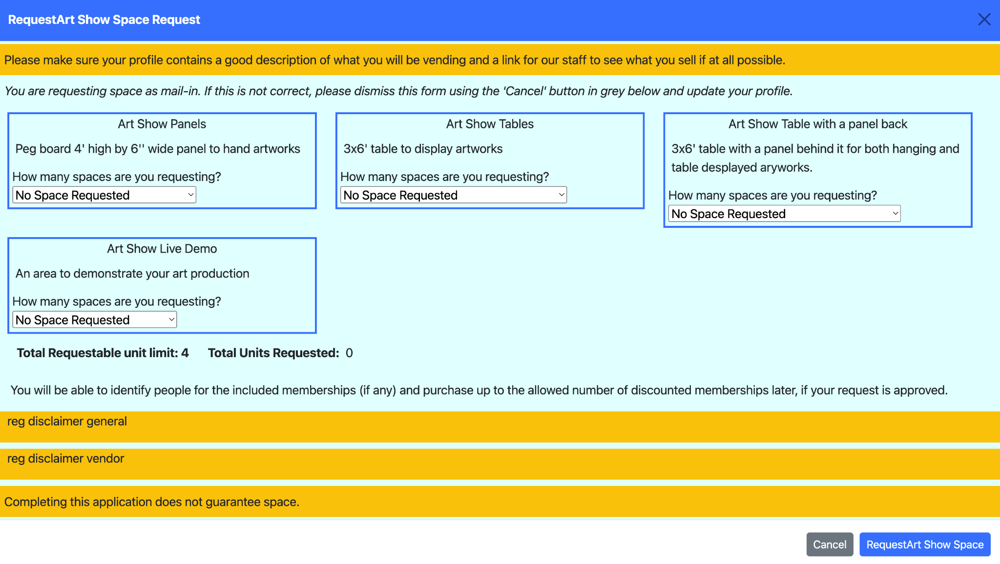 RequestArt Show Space Request
Please make sure your profile contains a good description of what you will be vending and a link for our staff to see what you sell if at all possible.
You are requesting space as mail-in. If this is not correct, please dismiss this form using the 'Cancel' button in grey below and update your profile.
Art Show Panels
Peg board 4' high by 6'' wide panel to hand artworks
How many spaces are you requesting?
No Space Requested
Art Show Tables
3x6' table to display artworks
How many spaces are you requesting?
No Space Requested
Art Show Table with a panel back
3x6' table with a panel behind it for both hanging and
table desplayed aryworks.
How many spaces are you requesting?
No Space Requested
Art Show Live Demo
An area to demonstrate your art production
How many spaces are you requesting?
No Space Requested
Total Requestable unit limit: 4 Total Units Requested: 0
You will be able to identify people for the included memberships (if any) and purchase up to the allowed number of discounted memberships later, if your request is approved.
reg disclaimer general
reg disclaimer vendor
Completing this application does not guarantee space.
Cancel RequestArt Show Space